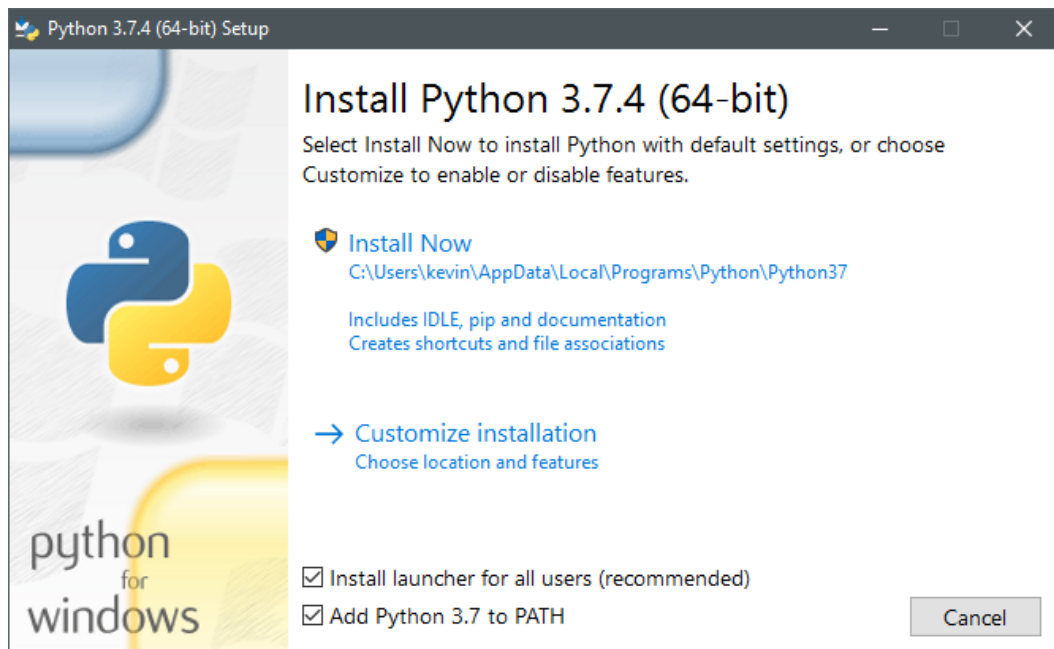 Python 3.7.4 (64-bit) Setup
Install Python 3.7.4 (64-bit)
Select Install Now to install Python with default settings, or choose
Customize to enable or disable features.
Install Now
C:\Users\kevin\AppData\Local\Programs\Python\Python37
Includes IDLE, pip and documentation
Creates shortcuts and file associations
Customize installation
Choose location and features
python
for
windows
Install launcher for all users (recommended)
Add Python 3.7 to PATH
Cancel